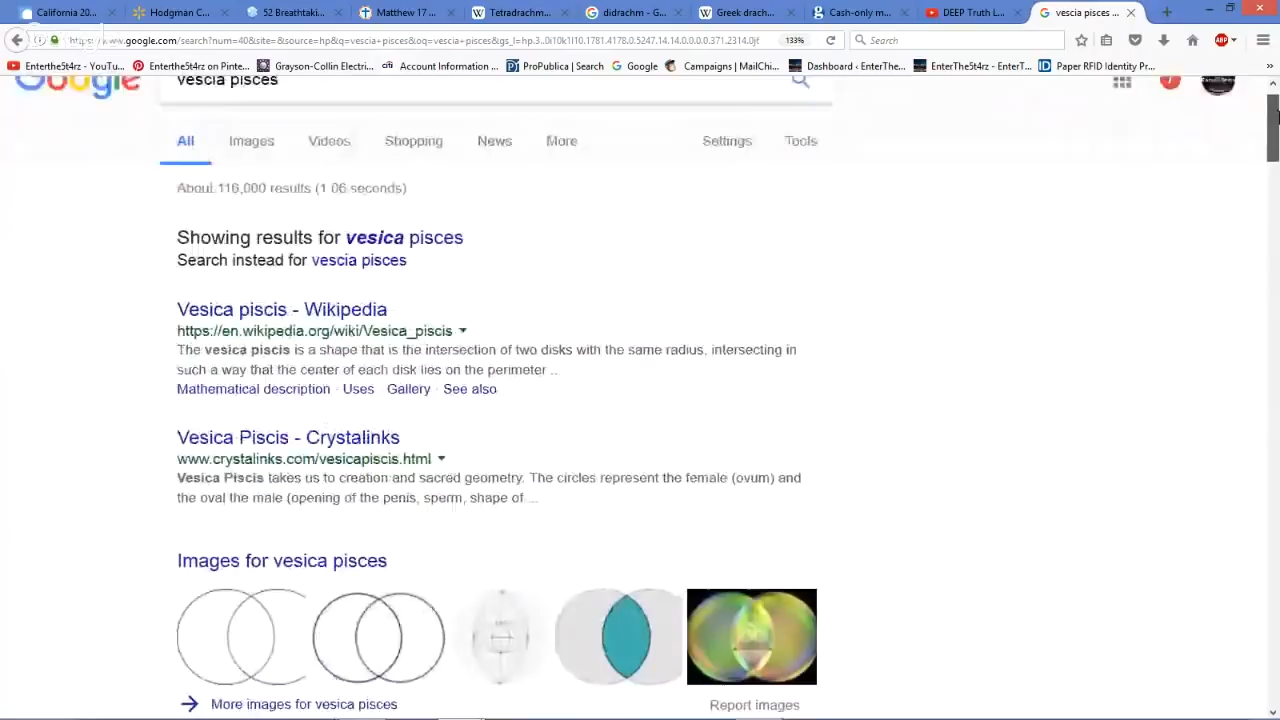 California 20...
Hodgman C...
52 Breathtaki...
Matthew 17...
Tetradrachm...
didrachm - G...
Greek drach...
Cash-only m...
DEEP Truth L...
vesica pisces ...
133%
Search
Enterthe5t4rz - YouTu...
Enterthe5t4rz on Pinte...
Grayson-Collin Electri...
Account Information ...
ProPublica | Search
Google
Campaigns | MailChi...
Dashboard ‹ EnterThe...
EnterThe5t4rz - EnterT...
Paper RFID Identity Pr...
Google
vescia pisces
All
Images
Videos
Shopping
News
More
Settings
Tools
About 116,000 results (1.06 seconds)
Showing results for vesica pisces
Search instead for vescia pisces
Vesica piscis - Wikipedia
https://en.wikipedia.org/wiki/Vesica_piscis
The vesica piscis is a shape that is the intersection of two disks with the same radius, intersecting in
such a way that the center of each disk lies on the perimeter ...
Mathematical description · Uses · Gallery · See also
Vesica Piscis - Crystalinks
www.crystalinks.com/vesicapiscis.html
Vesica Piscis takes us to creation and sacred geometry. The circles represent the female (ovum) and
the oval the male (opening of the penis, sperm, shape of ...
Images for vesica pisces
More images for vesica pisces
Report images